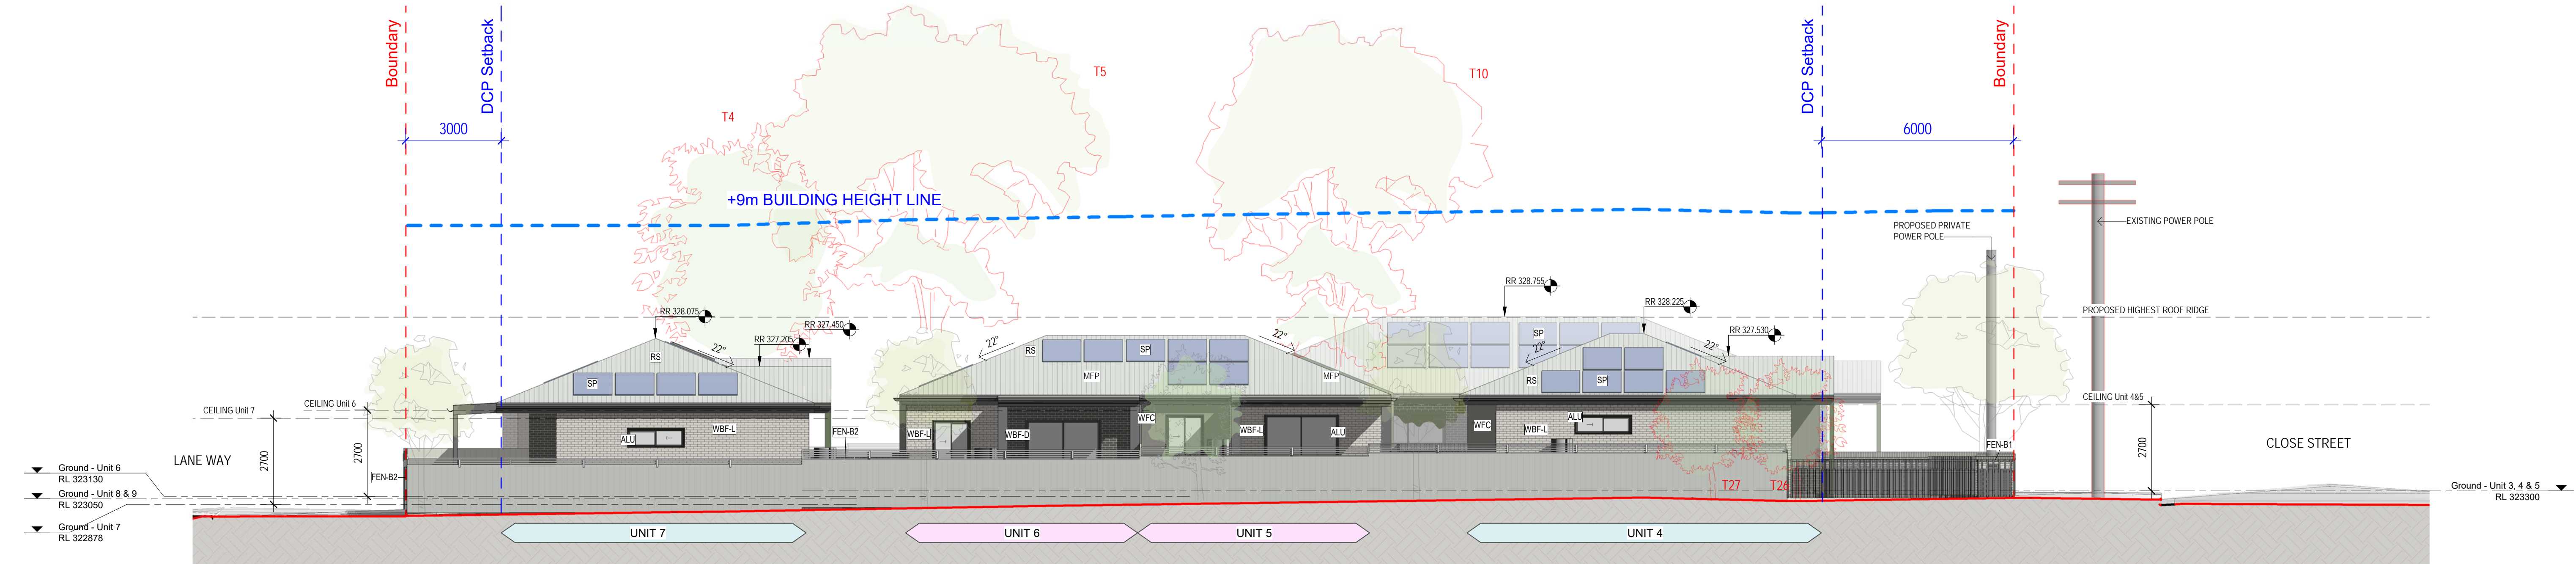 Boundary
DCP Setback
DCP Setback
Boundary
3000
6000
T4
T5
T10
+9m BUILDING HEIGHT LINE
PROPOSED PRIVATE
POWER POLE
EXISTING POWER POLE
PROPOSED HIGHEST ROOF RIDGE
RR 328.075
RR 327.205
RR 327.450
RR 328.755
RR 328.225
RR 327.530
22°
22°
22°
22°
22°
RS
RS
RS
SP
SP
SP
SP
MFP
MFP
CEILING Unit 7
CEILING Unit 6
CEILING Unit 4&5
ALU
WBF-L
FEN-B2
WBF-L
WBF-D
WFC
WBF-L
ALU
WFC
WBF-L
ALU
FEN-B1
FEN-B2
2700
2700
2700
LANE WAY
CLOSE STREET
T27
T26
Ground - Unit 6
RL 323130
Ground - Unit 8 & 9
RL 323050
Ground - Unit 7
RL 322878
Ground - Unit 3, 4 & 5
RL 323300
UNIT 7
UNIT 6
UNIT 5
UNIT 4